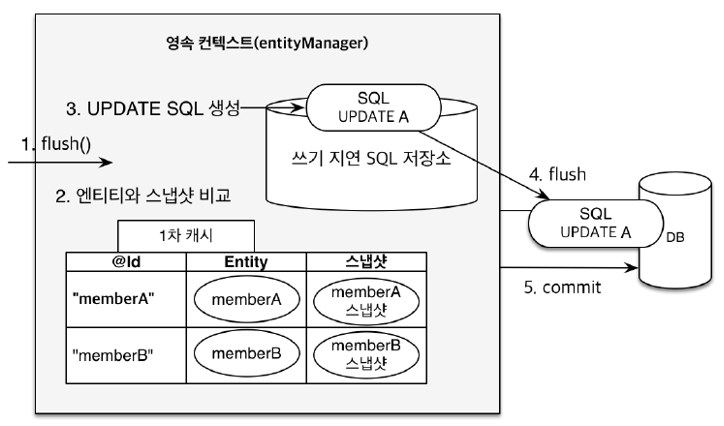 영속 컨텍스트(entityManager)
SQL
UPDATE A
3. UPDATE SQL 생성
쓰기 지연 SQL 저장소
1. flush()
2. 엔티티와 스냅샷 비교
4. flush
SQL
UPDATE A
DB
5. commit
1차 캐시
@Id Entity 스냅샷
"memberA" memberA memberA
스냅샷
"memberB" memberB memberB
스냅샷